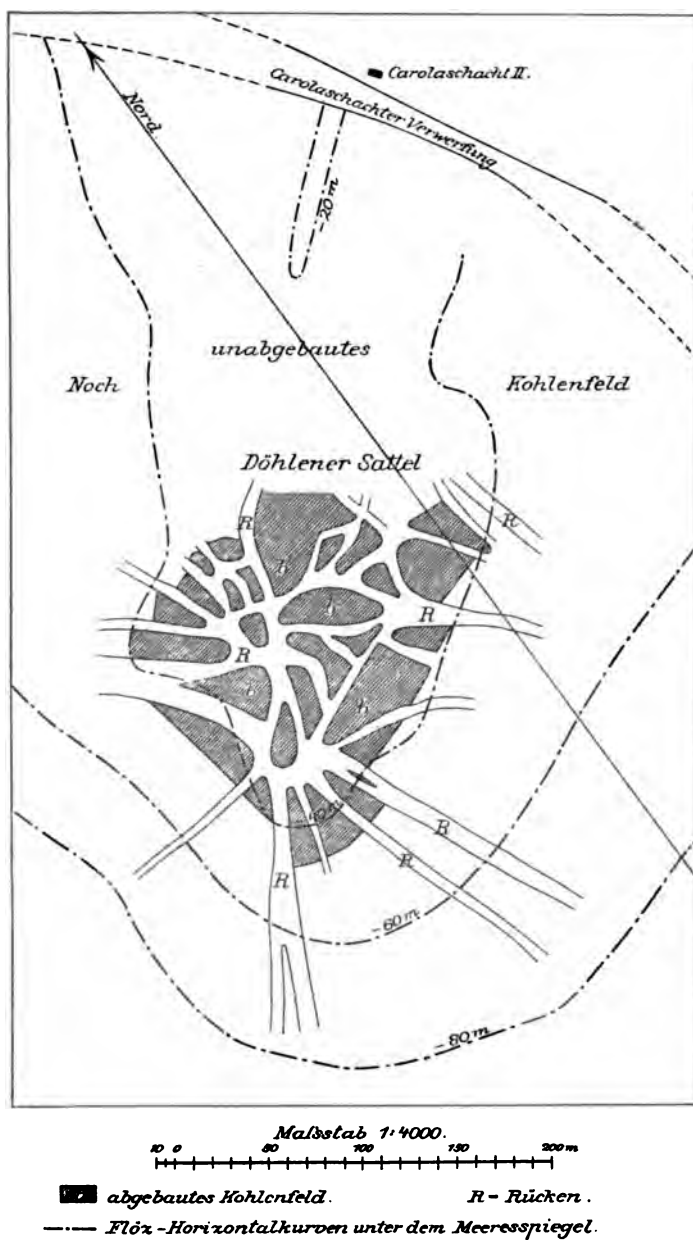 Carolaschacht II.
Carolaschachter Verwerfung
Nord.
-20 m
unabgebautes
Noch
Kohlenfeld
Döhlener Sattel
R
R
h
h
R
R
h
h
R
R
R
-60 m
-80 m
Maßstab 1:4000.
10 0 50 100 150 200 m
abgebautes Kohlenfeld. R = Rücken.
Flöz-Horizontalkurven unter dem Meeresspiegel.